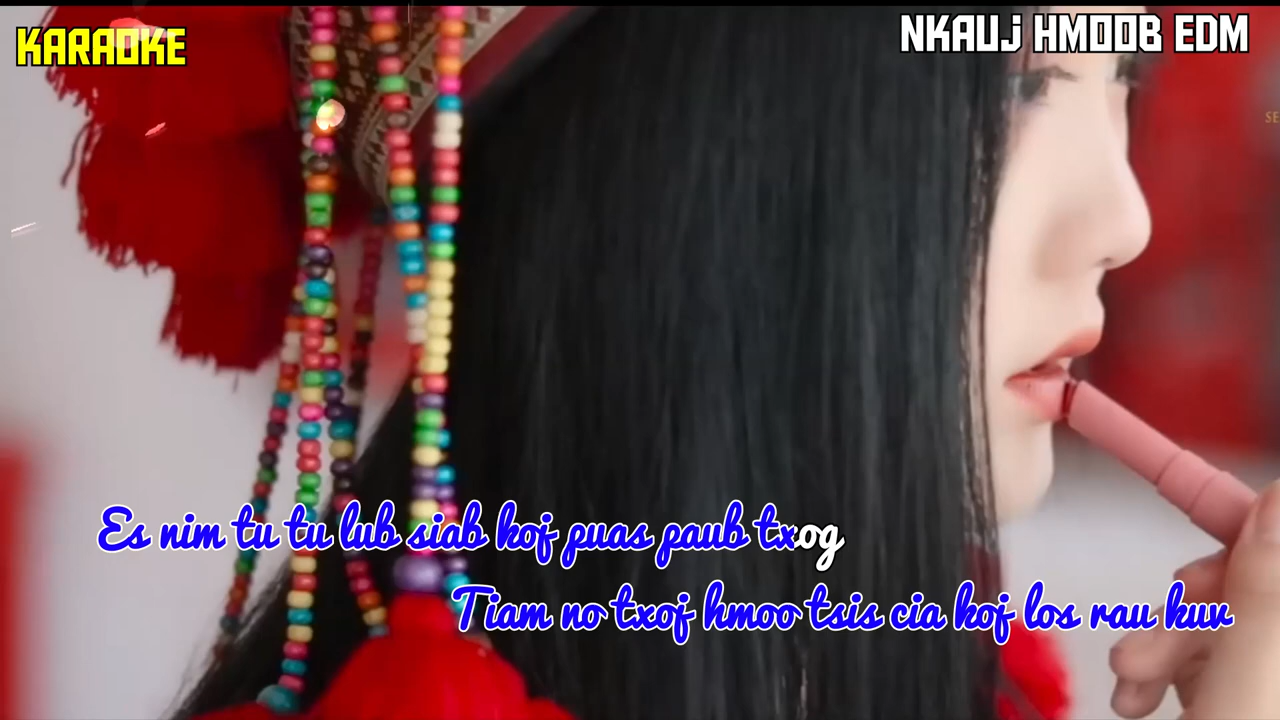 KARAOKE
NKAUJ HMOOB EDM
SE
Es nim tu tu lub siab koj puas paub txog
Tiam no txoj hmoo tsis cia koj los rau kuv